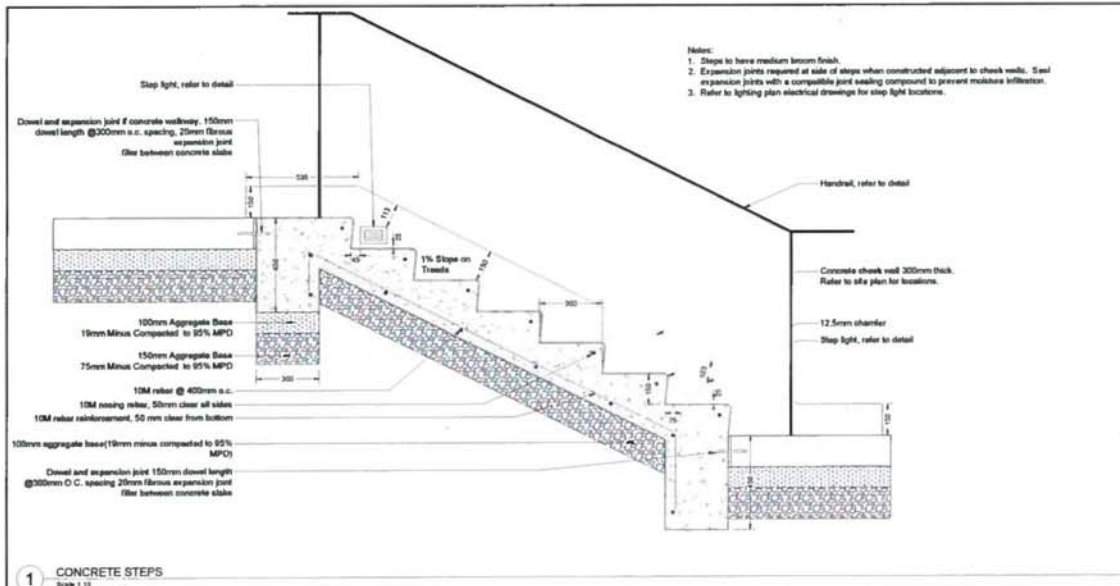 Notes:
1. Steps to have medium broom finish.
2. Expansion joints required at side of steps when constructed adjacent to cheek walls. Seal
expansion joints with a compatible joint sealing compound to prevent moisture infiltration.
3. Refer to lighting plan electrical drawings for step light locations.
Step light, refer to detail
Dowel and expansion joint if concrete walkway. 150mm
dowel length @300mm o.c. spacing, 20mm fibrous
expansion joint
filler between concrete slabs
150
113
Handrail, refer to detail
450
45
1% Slope on
Treads
150
300
Concrete cheek wall 300mm thick.
Refer to site plan for locations.
100mm Aggregate Base
19mm Minus Compacted to 95% MPD
12.5mm chamfer
Step light, refer to detail
150mm Aggregate Base
75mm Minus Compacted to 95% MPD
300
10M rebar @ 400mm o.c.
10M nosing rebar, 50mm clear all sides
10M rebar reinforcement, 50 mm clear from bottom
150
75
150
100mm aggregate base(19mm minus compacted to 95%
MPD)
Dowel and expansion joint 150mm dowel length
@300mm O.C. spacing 20mm fibrous expansion joint
filler between concrete slabs
1
CONCRETE STEPS
Scale 1:10